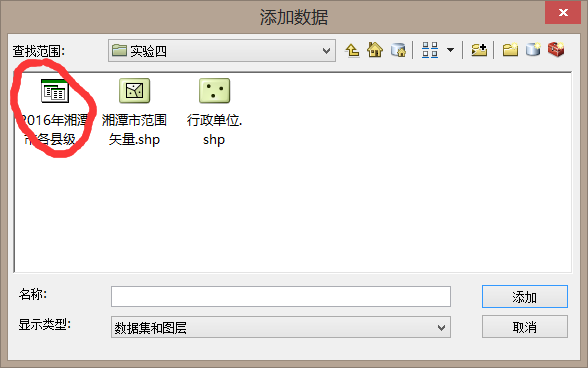 添加数据
查找范围:
实验四
2016年湘潭
市各县级
湘潭市范围
矢量.shp
行政单位.
shp
名称:
添加
显示类型:
数据集和图层
取消